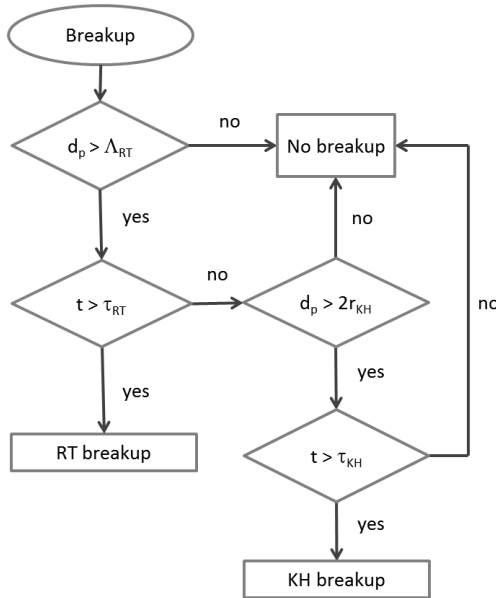 Breakup
no
d_p > Λ_RT
No breakup
yes
no
no
t > τ_RT
d_p > 2r_KH
no
yes
yes
RT breakup
t > τ_KH
yes
KH breakup